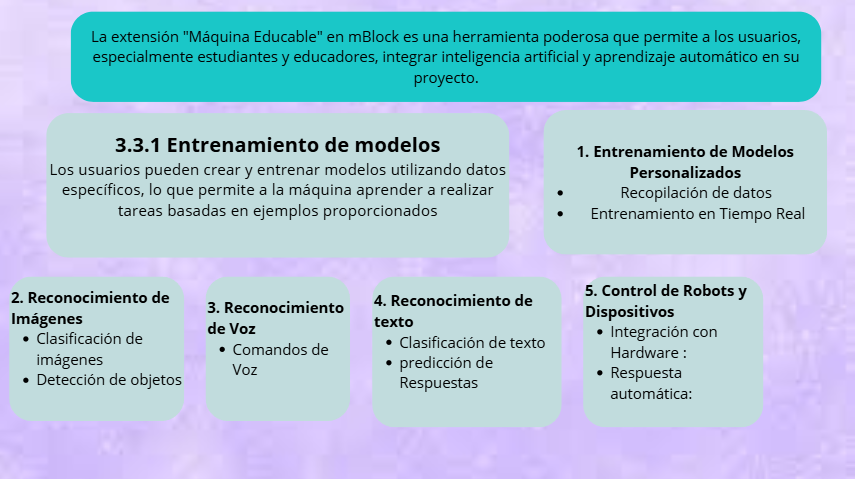 La extensión "Máquina Educable" en mBlock es una herramienta poderosa que permite a los usuarios,
especialmente estudiantes y educadores, integrar inteligencia artificial y aprendizaje automático en su
proyecto.
3.3.1 Entrenamiento de modelos
Los usuarios pueden crear y entrenar modelos utilizando datos
específicos, lo que permite a la máquina aprender a realizar
tareas basadas en ejemplos proporcionados
1. Entrenamiento de Modelos
Personalizados
• Recopilación de datos
• Entrenamiento en Tiempo Real
2. Reconocimiento de
Imágenes
• Clasificación de
imágenes
• Detección de objetos
3. Reconocimiento
de Voz
• Comandos de
Voz
4. Reconocimiento de
texto
• Clasificación de texto
• predicción de
Respuestas
5. Control de Robots y
Dispositivos
• Integración con
Hardware :
• Respuesta
automática: